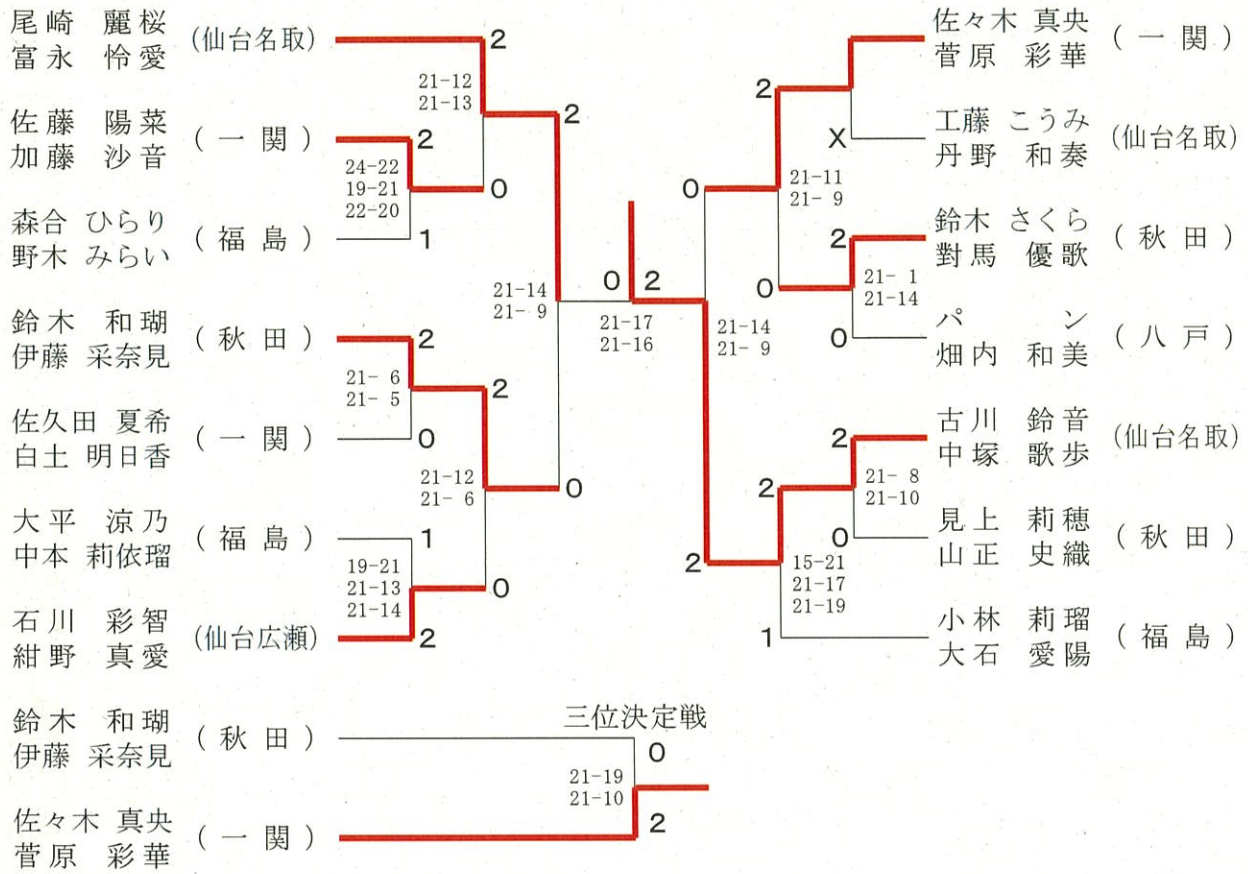 尾崎 麗桜
富永 怜愛
(仙台名取)
2
21-12
21-13
2
佐藤 陽菜
加藤 沙音
(一関)
2
24-22
19-21
22-20
0
森合 ひらり
野木 みらい
(福島)
1
21-14
21- 9
鈴木 和瑚
伊藤 采奈見
(秋田)
2
21- 6
21- 5
2
佐久田 夏希
白土 明日香
(一関)
0
21-12
21- 6
0
大平 涼乃
中本 莉依瑠
(福島)
1
19-21
21-13
21-14
0
石川 彩智
紺野 真愛
(仙台広瀬)
2
0 2
21-17
21-16
佐々木 真央
菅原 彩華
(一関)
2
工藤 こうみ
丹野 和奏
(仙台名取)
X
0
21-11
21- 9
鈴木 さくら
對馬 優歌
(秋田)
2
21- 1
21-14
0
パン
畑内 和美
(八戸)
0
21-14
21- 9
古川 鈴音
中塚 歌歩
(仙台名取)
2
21- 8
21-10
2
見上 莉穂
山正 史織
(秋田)
0
2
15-21
21-17
21-19
小林 莉瑠
大石 愛陽
(福島)
1
三位決定戦
鈴木 和瑚
伊藤 采奈見
(秋田)
0
21-19
21-10
佐々木 真央
菅原 彩華
(一関)
2